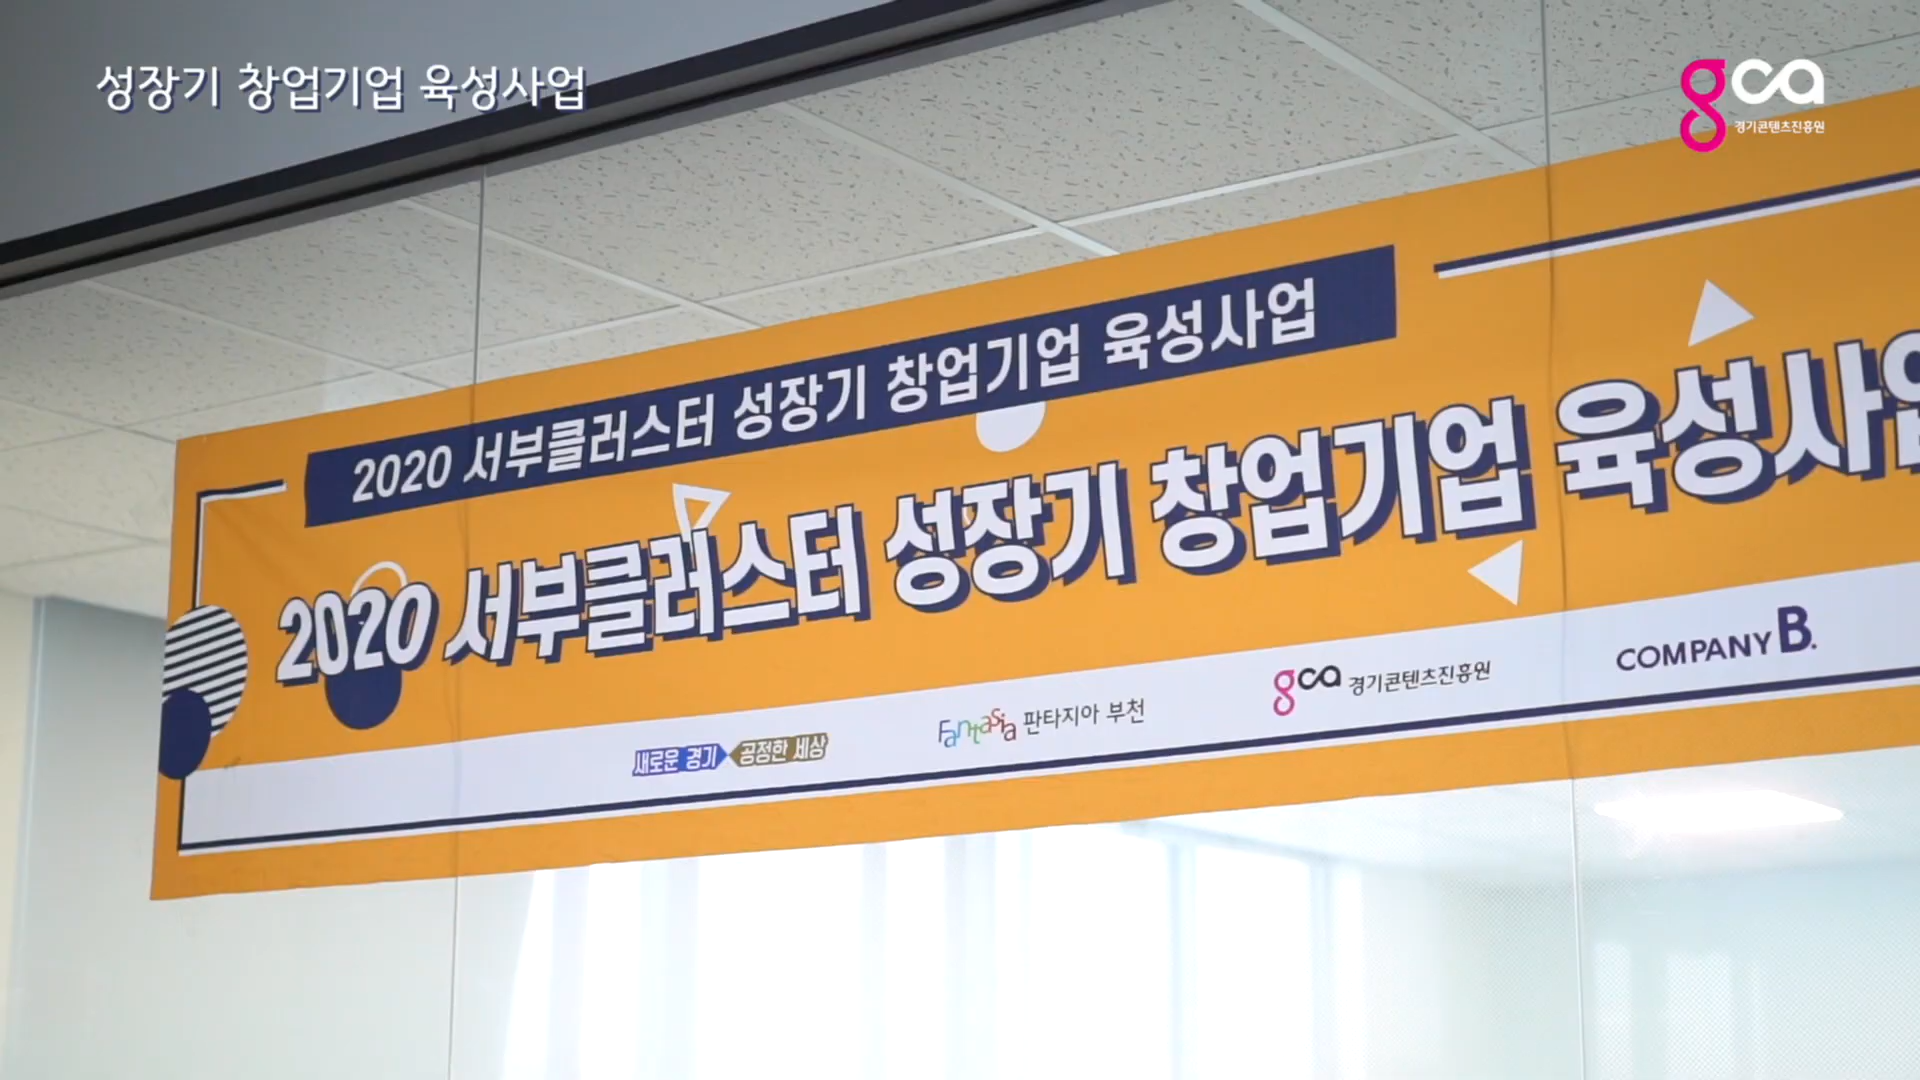 성장기 창업기업 육성사업
gca
경기콘텐츠진흥원
2020 서부클러스터 성장기 창업기업 육성사업
2020 서부클러스터 성장기 창업기업 육성사
새로운 경기 공정한 세상
Fantasia 판타지아 부천
gca 경기콘텐츠진흥원
COMPANY B.